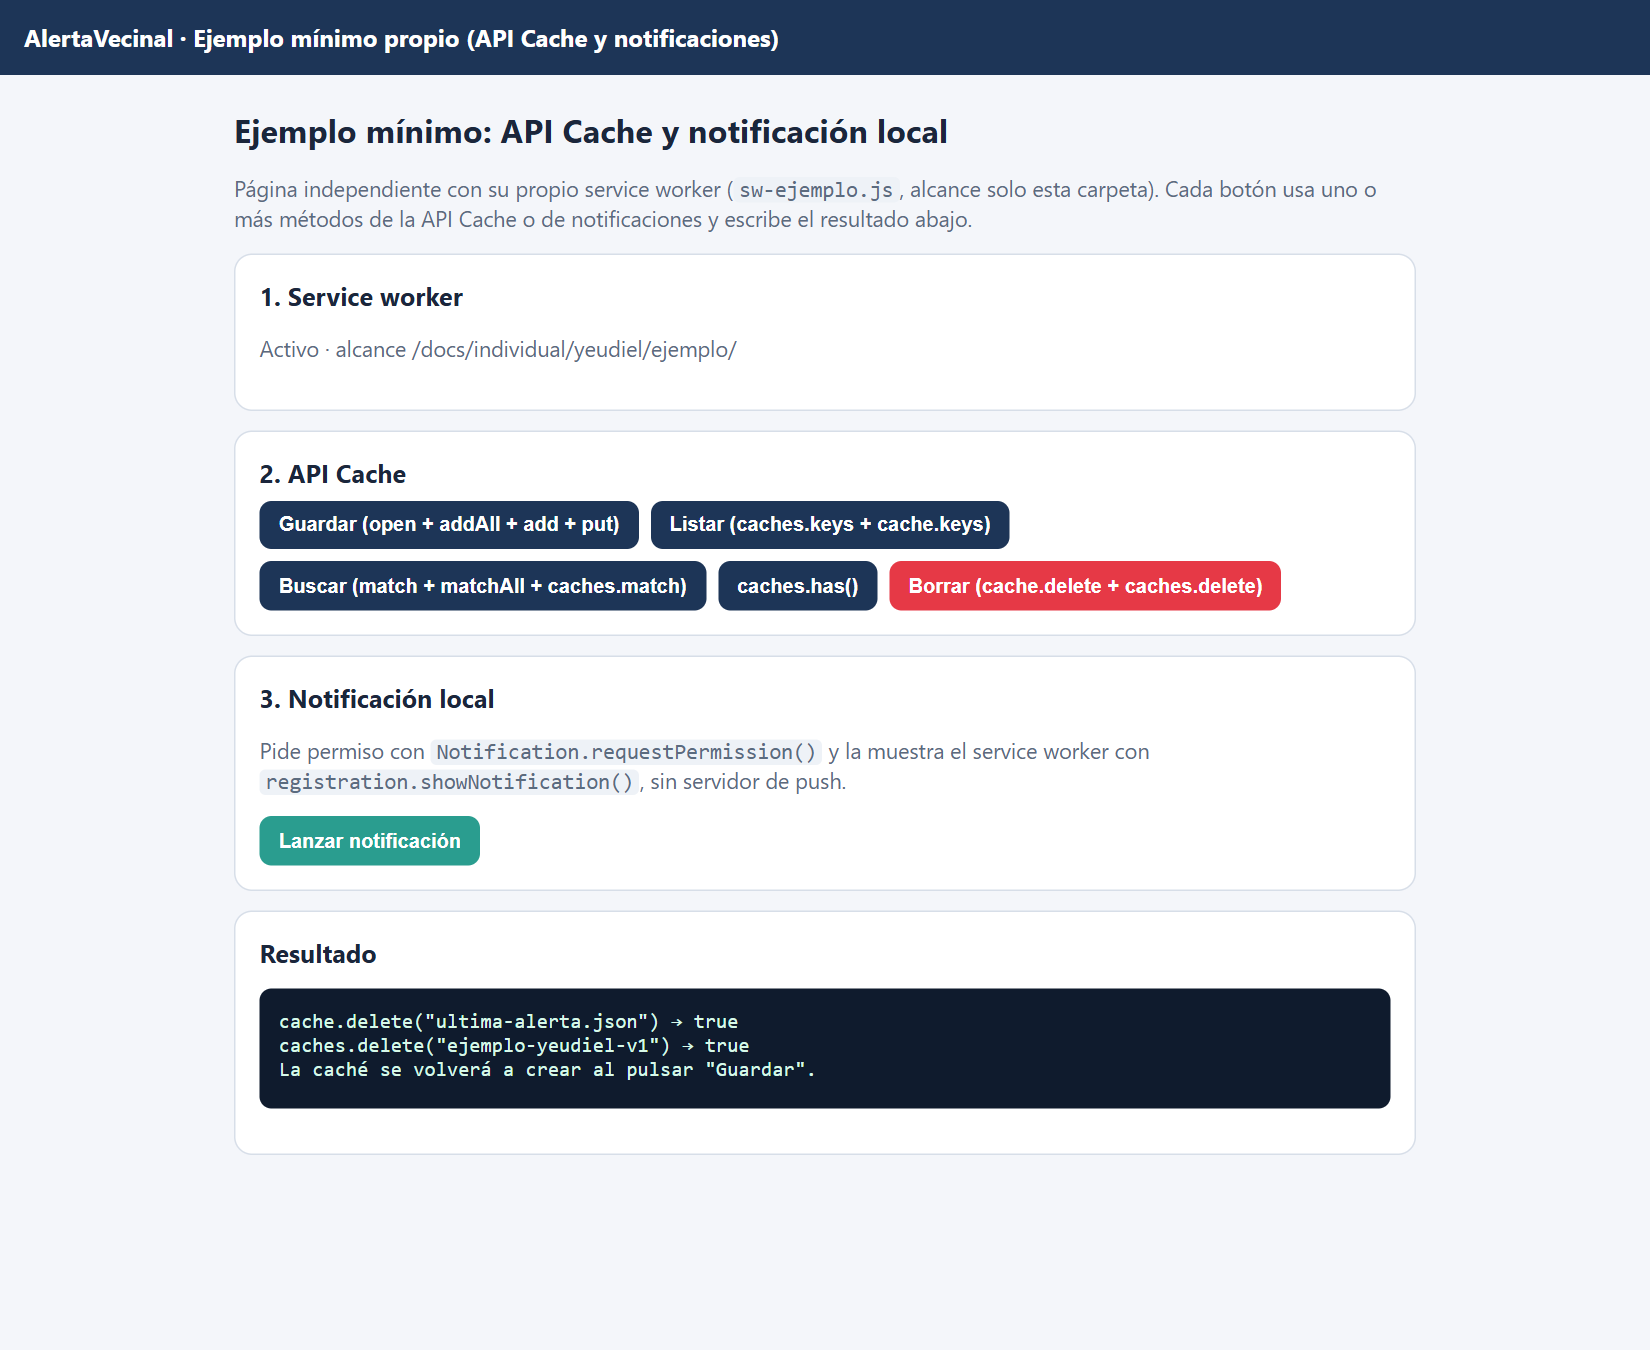 AlertaVecinal · Ejemplo mínimo propio (API Cache y notificaciones)
Ejemplo mínimo: API Cache y notificación local
Página independiente con su propio service worker ( sw-ejemplo.js , alcance solo esta carpeta). Cada botón usa uno o
más métodos de la API Cache o de notificaciones y escribe el resultado abajo.
1. Service worker
Activo · alcance /docs/individual/yeudiel/ejemplo/
2. API Cache
Guardar (open + addAll + add + put) Listar (caches.keys + cache.keys)
Buscar (match + matchAll + caches.match) caches.has() Borrar (cache.delete + caches.delete)
3. Notificación local
Pide permiso con Notification.requestPermission() y la muestra el service worker con
registration.showNotification() , sin servidor de push.
Lanzar notificación
Resultado
cache.delete("ultima-alerta.json") → true
caches.delete("ejemplo-yeudiel-v1") → true
La caché se volverá a crear al pulsar "Guardar".